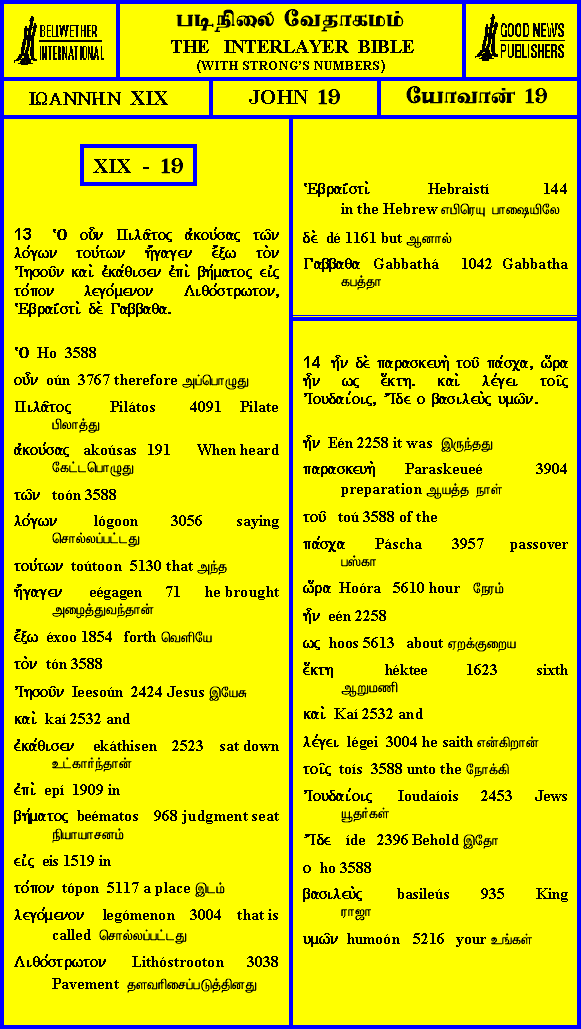 BELLWETHER
INTERNATIONAL
படிநிலை வேதாகமம்
THE INTERLAYER BIBLE
(WITH STRONG'S NUMBERS)
GOOD NEWS
PUBLISHERS
ΙΩΑΝΝΗΝ XIX
JOHN 19
யோவான் 19
XIX - 19
13 Ὁ οὖν Πιλᾶτος ἀκούσας τῶν
λόγων τούτων ἤγαγεν ἔξω τὸν
Ἰησοῦν καὶ ἐκάθισεν ἐπὶ βήματος εἰς
τόπον λεγόμενον Λιθόστρωτον,
Ἑβραΐστὶ δὲ Γαββαθα.
Ὁ Ho 3588
οὖν oún 3767 therefore அப்பொழுது
Πιλᾶτος Pilátos 4091 Pilate
பிலாத்து
ἀκούσας akoúsas 191 When heard
கேட்டபொழுது
τῶν toón 3588
λόγων lógoon 3056 saying
சொல்லப்பட்டது
τούτων toútoon 5130 that அந்த
ἤγαγεν eégagen 71 he brought
அழைத்துவந்தான்
ἔξω éxoo 1854 forth வெளியே
τὸν tón 3588
Ἰησοῦν Ieesoún 2424 Jesus இயேசு
καὶ kaí 2532 and
ἐκάθισεν ekáthisen 2523 sat down
உட்கார்ந்தான்
ἐπὶ epí 1909 in
βήματος beématos 968 judgment seat
நியாயாசனம்
εἰς eis 1519 in
τόπον tópon 5117 a place இடம்
λεγόμενον legómenon 3004 that is
called சொல்லப்பட்டது
Λιθόστρωτον Lithóstrooton 3038
Pavement தளவரிசைப்படுத்தினது
Ἑβραΐστὶ Hebraistí 144
in the Hebrew எபிரெயு பாஷையிலே
δὲ dé 1161 but ஆனால்
Γαββαθα Gabbathá 1042 Gabbatha
கபத்தா
14 ἦν δὲ παρασκευὴ τοῦ πάσχα, ὥρα
ἦν ως ἕκτη. καὶ λέγει τοῖς
Ἰουδαίοις, Ἴδε ο βασιλεὺς υμῶν.
ἦν Eén 2258 it was இருந்தது
παρασκευὴ Paraskeueé 3904
preparation ஆயத்த நாள்
τοῦ toú 3588 of the
πάσχα Páscha 3957 passover
பஸ்கா
ὥρα Hoóra 5610 hour நேரம்
ἦν eén 2258
ως hoos 5613 about ஏறக்குறைய
ἕκτη héktee 1623 sixth
ஆறுமணி
καὶ Kaí 2532 and
λέγει légei 3004 he saith என்கிறான்
τοῖς toís 3588 unto the நோக்கி
Ἰουδαίοις Ioudaíois 2453 Jews
யூதர்கள்
Ἴδε íde 2396 Behold இதோ
ο ho 3588
βασιλεὺς basileús 935 King
ராஜா
υμῶν humoón 5216 your உங்கள்